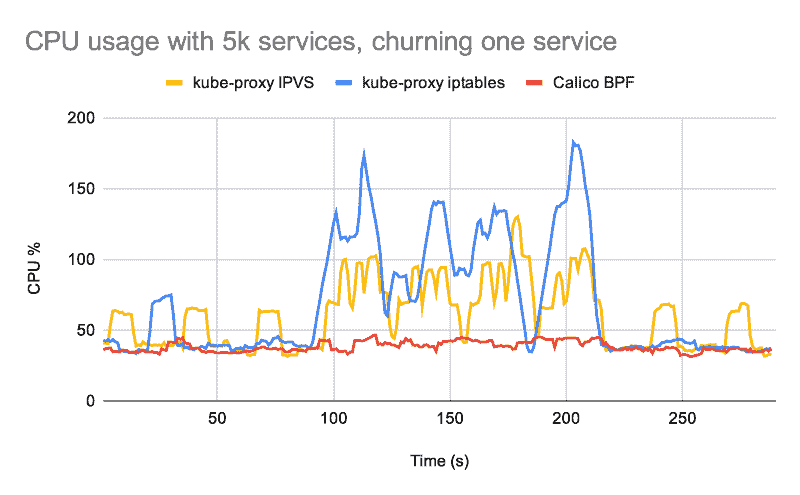 CPU usage with 5k services, churning one service
kube-proxy IPVS kube-proxy iptables Calico BPF
200
150
100
50
0
CPU %
50 100 150 200 250
Time (s)